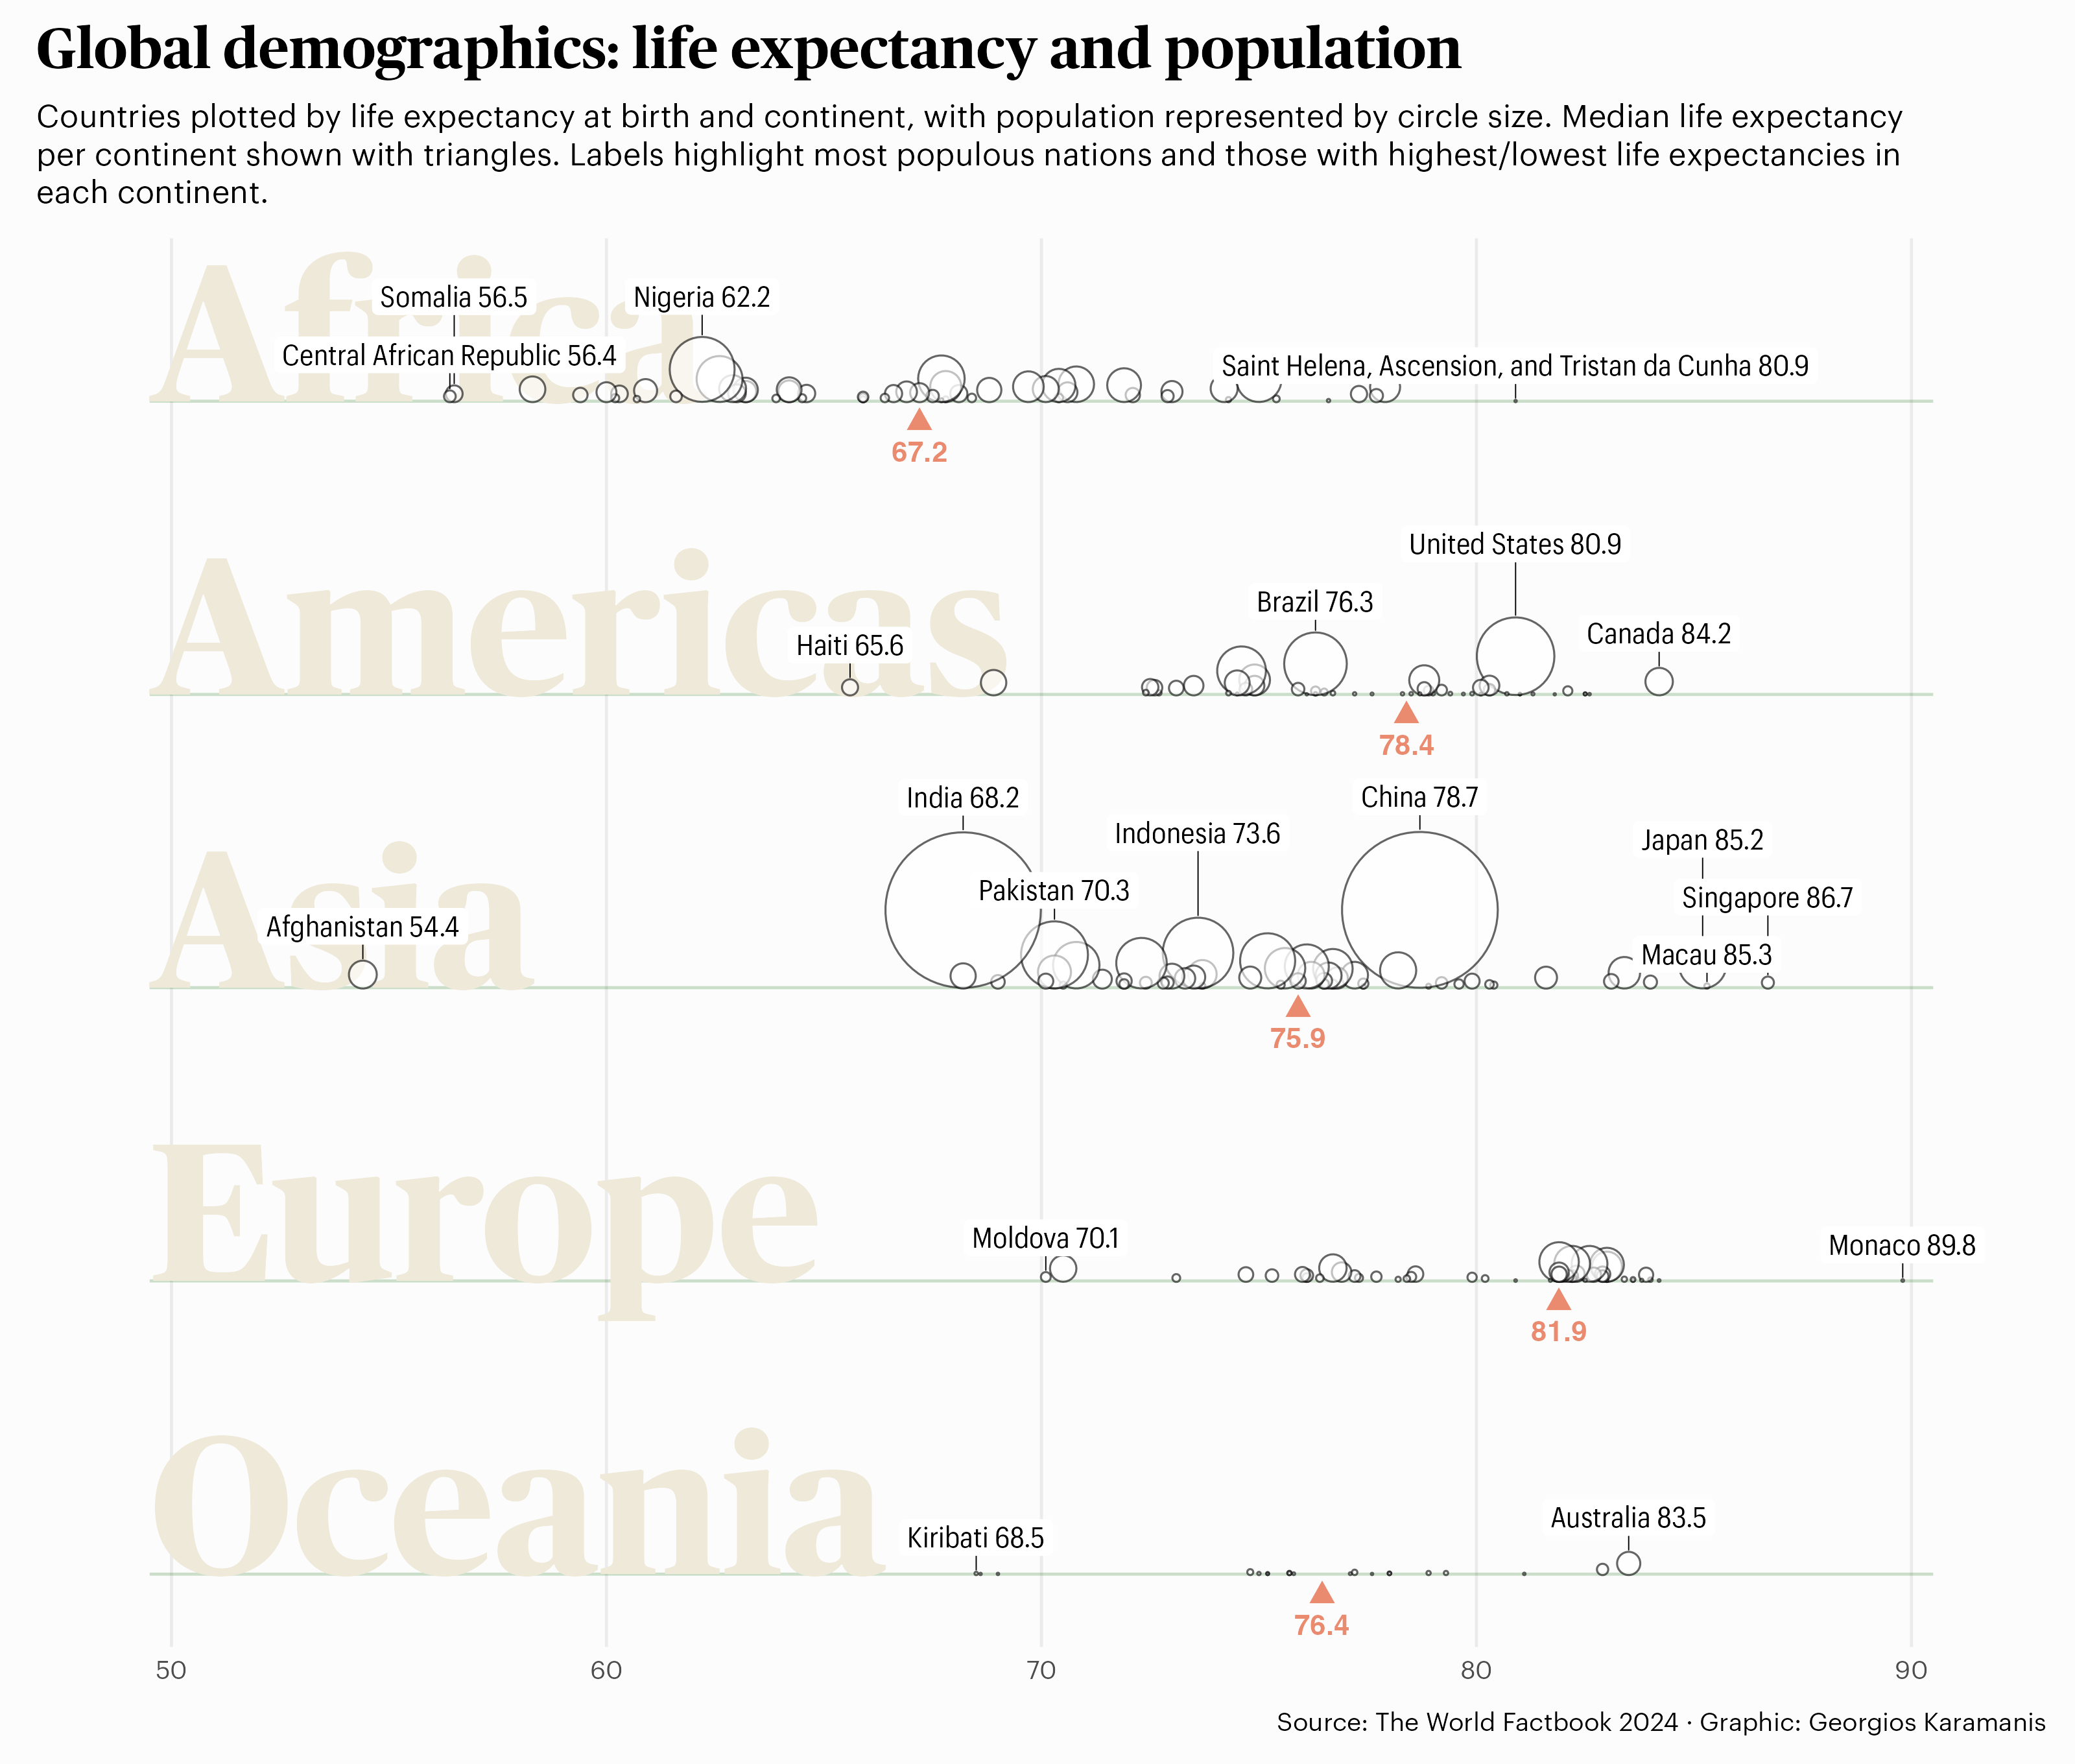 Global demographics: life expectancy and population
Countries plotted by life expectancy at birth and continent, with population represented by circle size. Median life expectancy
per continent shown with triangles. Labels highlight most populous nations and those with highest/lowest life expectancies in
each continent.
Africa
Somalia 56.5
Nigeria 62.2
Central African Republic 56.4
Saint Helena, Ascension, and Tristan da Cunha 80.9
67.2
Americas
United States 80.9
Brazil 76.3
Canada 84.2
Haiti 65.6
78.4
Asia
India 68.2
China 78.7
Indonesia 73.6
Japan 85.2
Pakistan 70.3
Singapore 86.7
Afghanistan 54.4
Macau 85.3
75.9
Europe
Moldova 70.1
Monaco 89.8
81.9
Oceania
Australia 83.5
Kiribati 68.5
76.4
50 60 70 80 90
Source: The World Factbook 2024 · Graphic: Georgios Karamanis